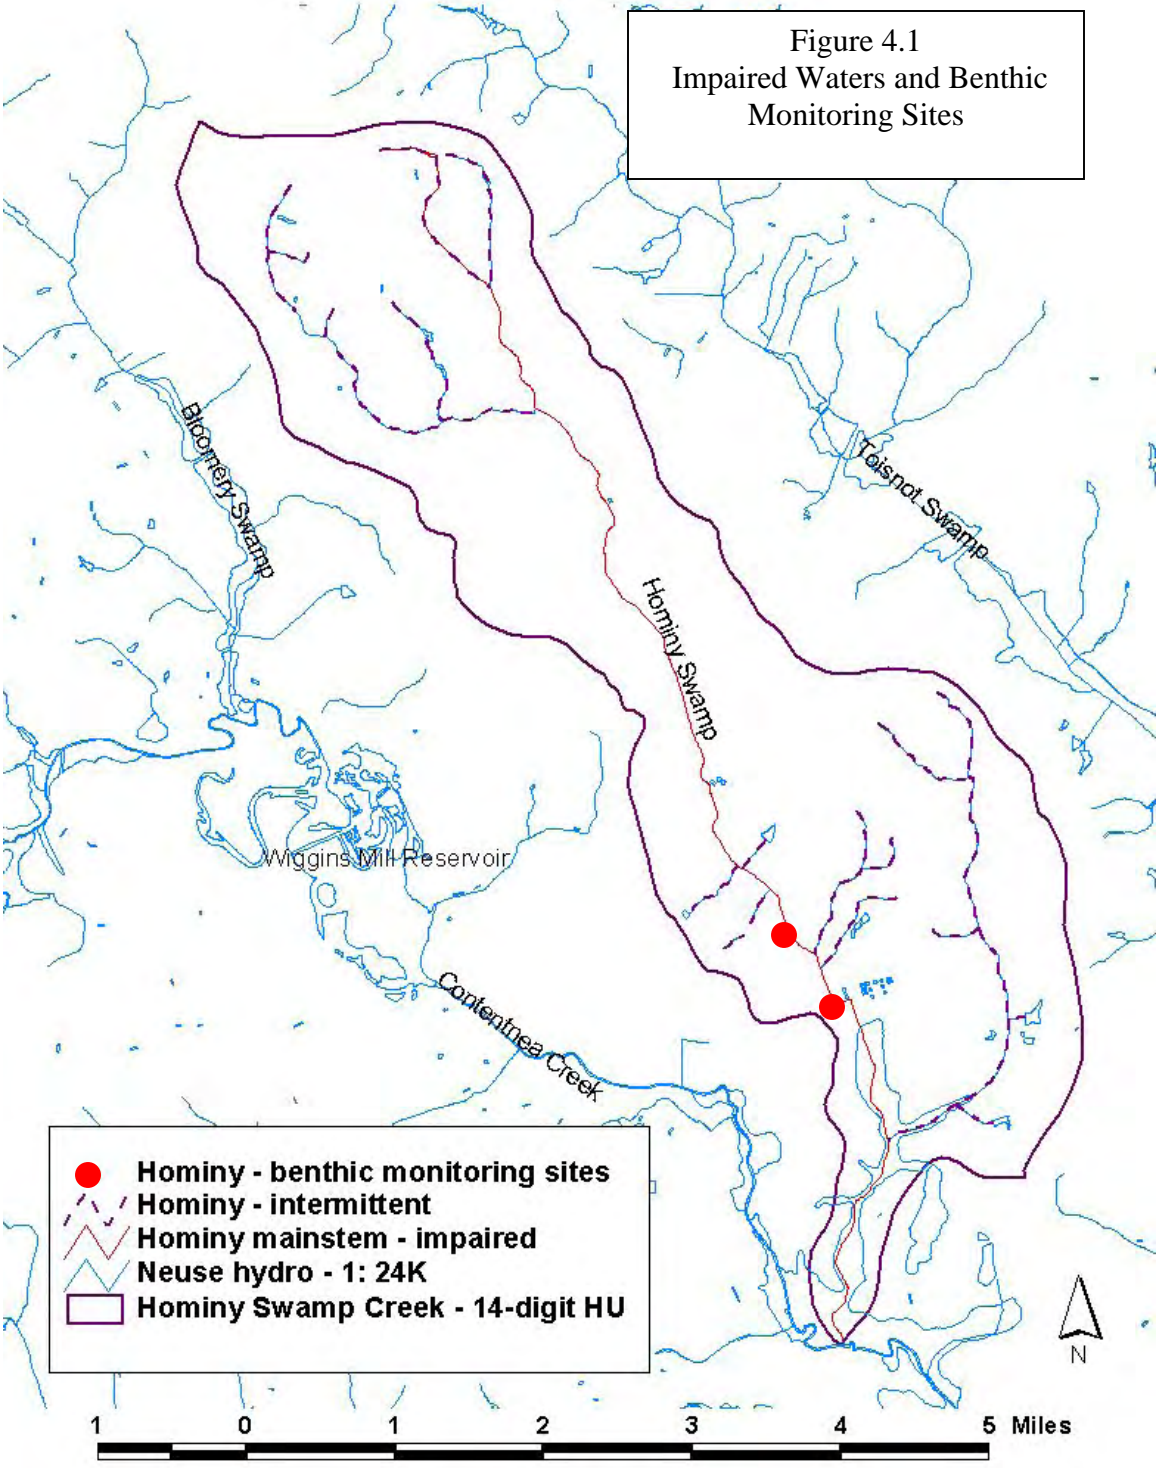 Figure 4.1
Impaired Waters and Benthic
Monitoring Sites
Bloomery Swamp
Toisnot Swamp
Hominy Swamp
Wiggins Mill Reservoir
Contentnea Creek
Hominy - benthic monitoring sites
Hominy - intermittent
Hominy mainstem - impaired
Neuse hydro - 1: 24K
Hominy Swamp Creek - 14-digit HU
N
1 0 1 2 3 4 5 Miles